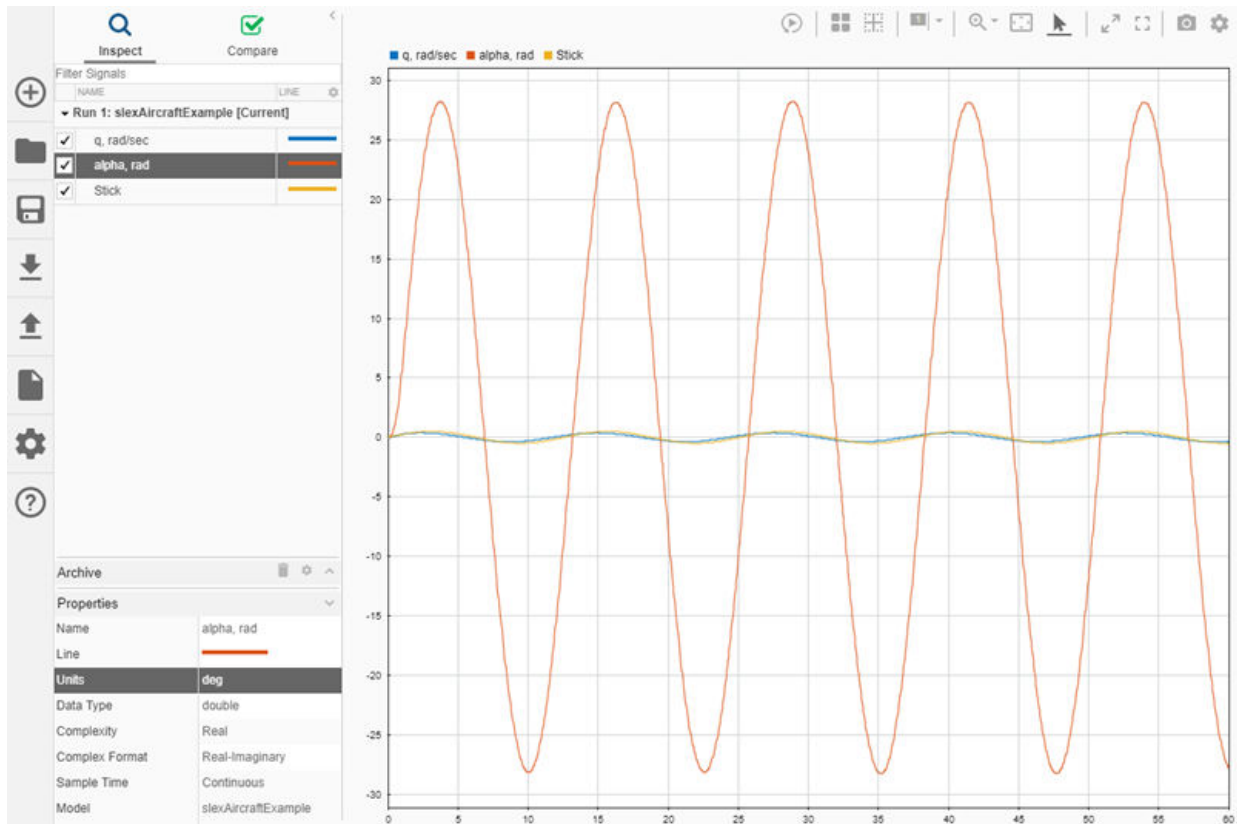 Inspect
Compare
Filter Signals
NAME LINE
Run 1: slexAircraftExample [Current]
q, rad/sec
alpha, rad
Stick
Archive
Properties
Name alpha, rad
Line
Units deg
Data Type double
Complexity Real
Complex Format Real-Imaginary
Sample Time Continuous
Model slexAircraftExample
1
q, rad/sec alpha, rad Stick
30
25
20
15
10
5
0
-5
-10
-15
-20
-25
-30
0 5 10 15 20 25 30 35 40 45 50 55 60